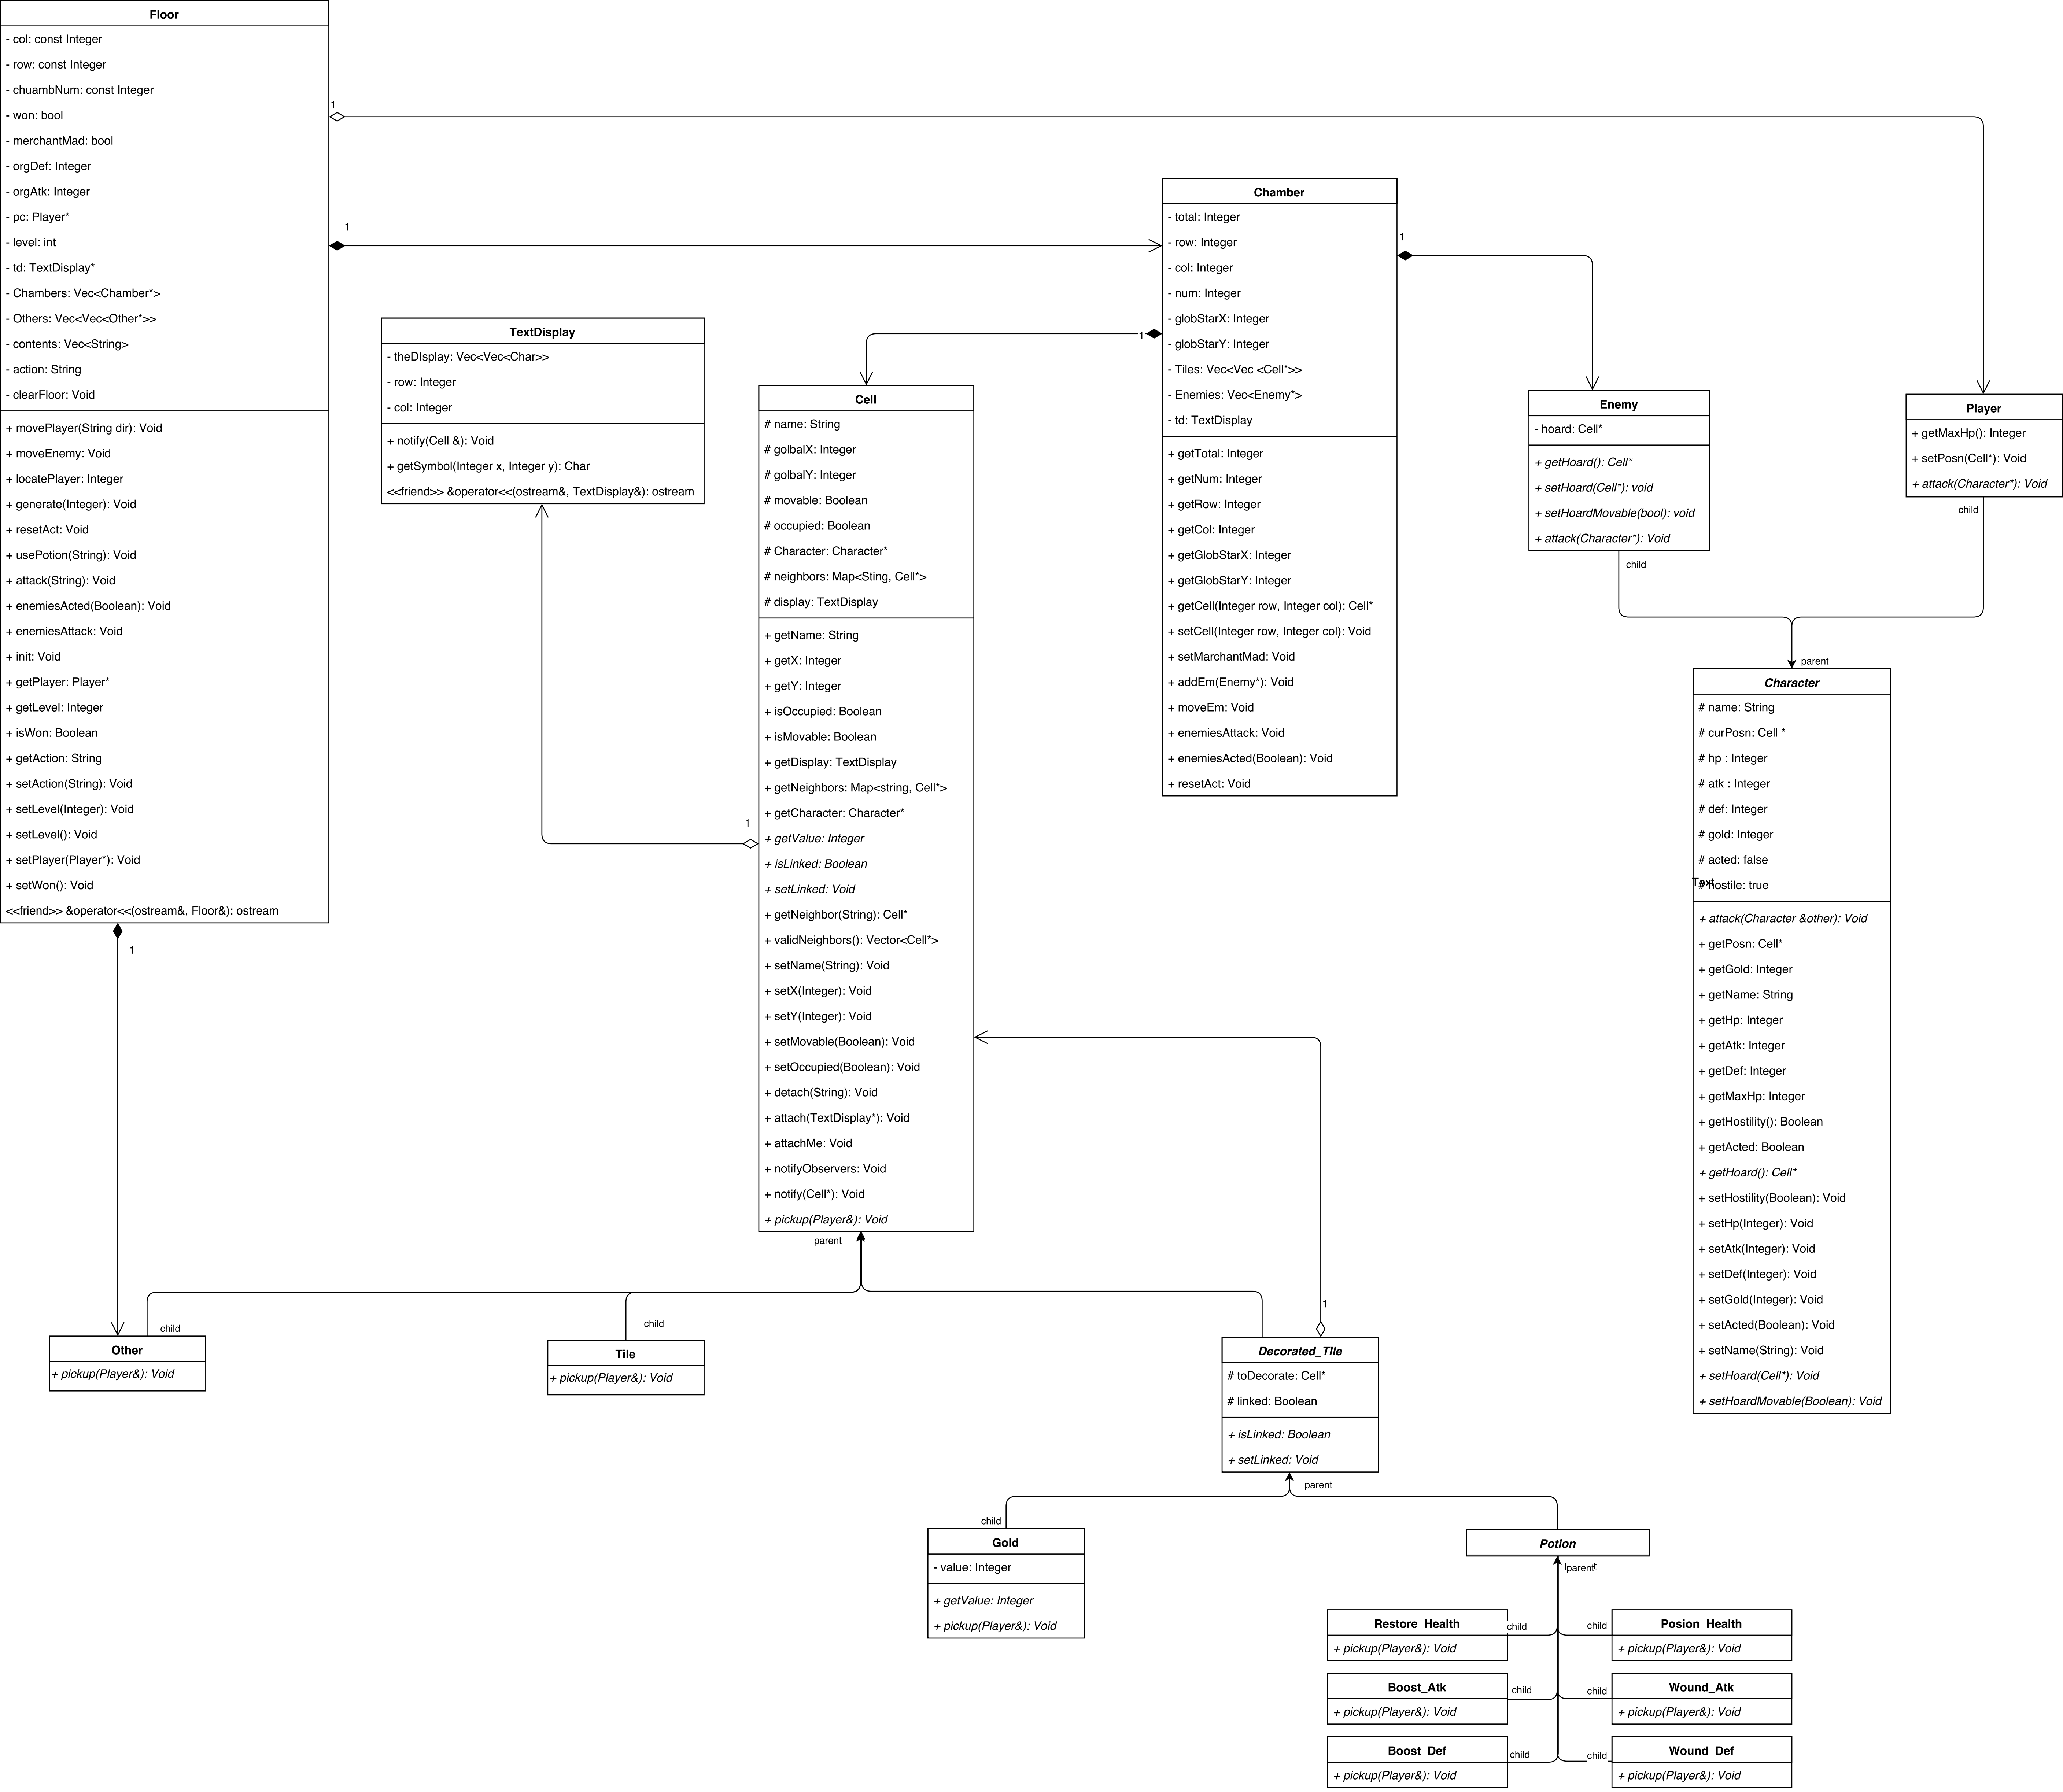 Floor
- col: const Integer
- row: const Integer
- chuambNum: const Integer
- won: bool
- merchantMad: bool
- orgDef: Integer
- orgAtk: Integer
- pc: Player*
- level: int
- td: TextDisplay*
- Chambers: Vec<Chamber*>
- Others: Vec<Vec<Other*>>
- contents: Vec<String>
- action: String
- clearFloor: Void
+ movePlayer(String dir): Void
+ moveEnemy: Void
+ locatePlayer: Integer
+ generate(Integer): Void
+ resetAct: Void
+ usePotion(String): Void
+ attack(String): Void
+ enemiesActed(Boolean): Void
+ enemiesAttack: Void
+ init: Void
+ getPlayer: Player*
+ getLevel: Integer
+ isWon: Boolean
+ getAction: String
+ setAction(String): Void
+ setLevel(Integer): Void
+ setLevel(): Void
+ setPlayer(Player*): Void
+ setWon(): Void
<<friend>> &operator<<(ostream&, Floor&): ostream
1
1
1
TextDisplay
- theDIsplay: Vec<Vec<Char>>
- row: Integer
- col: Integer
+ notify(Cell &): Void
+ getSymbol(Integer x, Integer y): Char
<<friend>> &operator<<(ostream&, TextDisplay&): ostream
Cell
# name: String
# golbalX: Integer
# golbalY: Integer
# movable: Boolean
# occupied: Boolean
# Character: Character*
# neighbors: Map<Sting, Cell*>
# display: TextDisplay
+ getName: String
+ getX: Integer
+ getY: Integer
+ isOccupied: Boolean
+ isMovable: Boolean
+ getDisplay: TextDisplay
+ getNeighbors: Map<string, Cell*>
+ getCharacter: Character*
+ getValue: Integer
+ isLinked: Boolean
+ setLinked: Void
+ getNeighbor(String): Cell*
+ validNeighbors(): Vector<Cell*>
+ setName(String): Void
+ setX(Integer): Void
+ setY(Integer): Void
+ setMovable(Boolean): Void
+ setOccupied(Boolean): Void
+ detach(String): Void
+ attach(TextDisplay*): Void
+ attachMe: Void
+ notifyObservers: Void
+ notify(Cell*): Void
+ pickup(Player&): Void
1
parent
Chamber
- total: Integer
- row: Integer
- col: Integer
- num: Integer
- globStarX: Integer
- globStarY: Integer
- Tiles: Vec<Vec <Cell*>>
- Enemies: Vec<Enemy*>
- td: TextDisplay
+ getTotal: Integer
+ getNum: Integer
+ getRow: Integer
+ getCol: Integer
+ getGlobStarX: Integer
+ getGlobStarY: Integer
+ getCell(Integer row, Integer col): Cell*
+ setCell(Integer row, Integer col): Void
+ setMarchantMad: Void
+ addEm(Enemy*): Void
+ moveEm: Void
+ enemiesAttack: Void
+ enemiesActed(Boolean): Void
+ resetAct: Void
1
1
Enemy
- hoard: Cell*
+ getHoard(): Cell*
+ setHoard(Cell*): void
+ setHoardMovable(bool): void
+ attack(Character*): Void
child
Player
+ getMaxHp(): Integer
+ setPosn(Cell*): Void
+ attack(Character*): Void
child
parent
Character
# name: String
# curPosn: Cell *
# hp : Integer
# atk : Integer
# def: Integer
# gold: Integer
# acted: false
Text
# hostile: true
+ attack(Character &other): Void
+ getPosn: Cell*
+ getGold: Integer
+ getName: String
+ getHp: Integer
+ getAtk: Integer
+ getDef: Integer
+ getMaxHp: Integer
+ getHostility(): Boolean
+ getActed: Boolean
+ getHoard(): Cell*
+ setHostility(Boolean): Void
+ setHp(Integer): Void
+ setAtk(Integer): Void
+ setDef(Integer): Void
+ setGold(Integer): Void
+ setActed(Boolean): Void
+ setName(String): Void
+ setHoard(Cell*): Void
+ setHoardMovable(Boolean): Void
child
Other
+ pickup(Player&): Void
child
Tile
+ pickup(Player&): Void
1
Decorated_TIle
# toDecorate: Cell*
# linked: Boolean
+ isLinked: Boolean
+ setLinked: Void
parent
child
Gold
- value: Integer
+ getValue: Integer
+ pickup(Player&): Void
Potion
parent
Restore_Health
+ pickup(Player&): Void
child
child
Posion_Health
+ pickup(Player&): Void
Boost_Atk
+ pickup(Player&): Void
child
child
Wound_Atk
+ pickup(Player&): Void
Boost_Def
+ pickup(Player&): Void
child
child
Wound_Def
+ pickup(Player&): Void